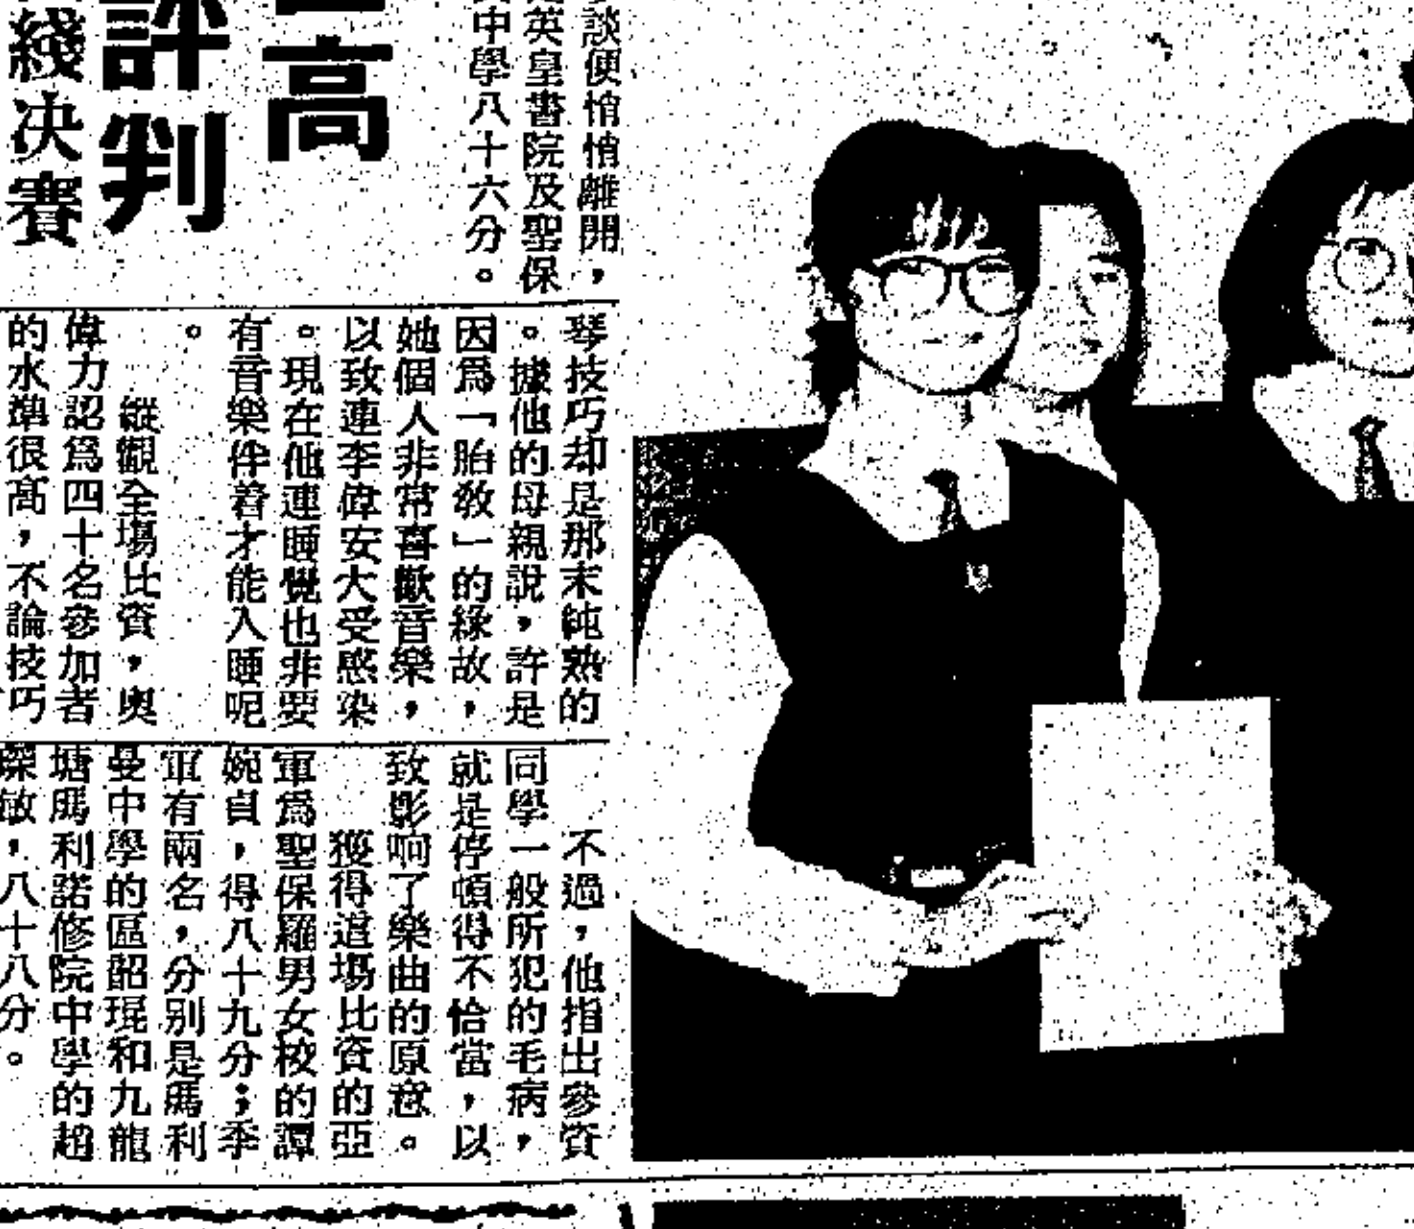 高
評判
綫决賽
談便悄悄離開，
英皇書院及聖保
中學八十六分。
琴技巧却是那末純熟的
。據他的母親說，許是
因爲「胎敎」的緣故，
她個人非常喜歡音樂，
以致連李偉安大受感染
。現在他連睡覺也非要
有音樂伴着才能入睡呢
。
縱觀全塲比賽，奧
偉力認爲四十名參加者
的水準很高，不論技巧
不過，他指出參賽
同學一般所犯的毛病，
就是停頓得不恰當，以
致影响了樂曲的原意。
獲得這塲比賽的亞
軍爲聖保羅男女校的譚
婉貞，得八十九分；季
軍有兩名，分别是瑪利
曼中學的區韶琨和九龍
塘瑪利諾修院中學的趙
敏，八十八分。